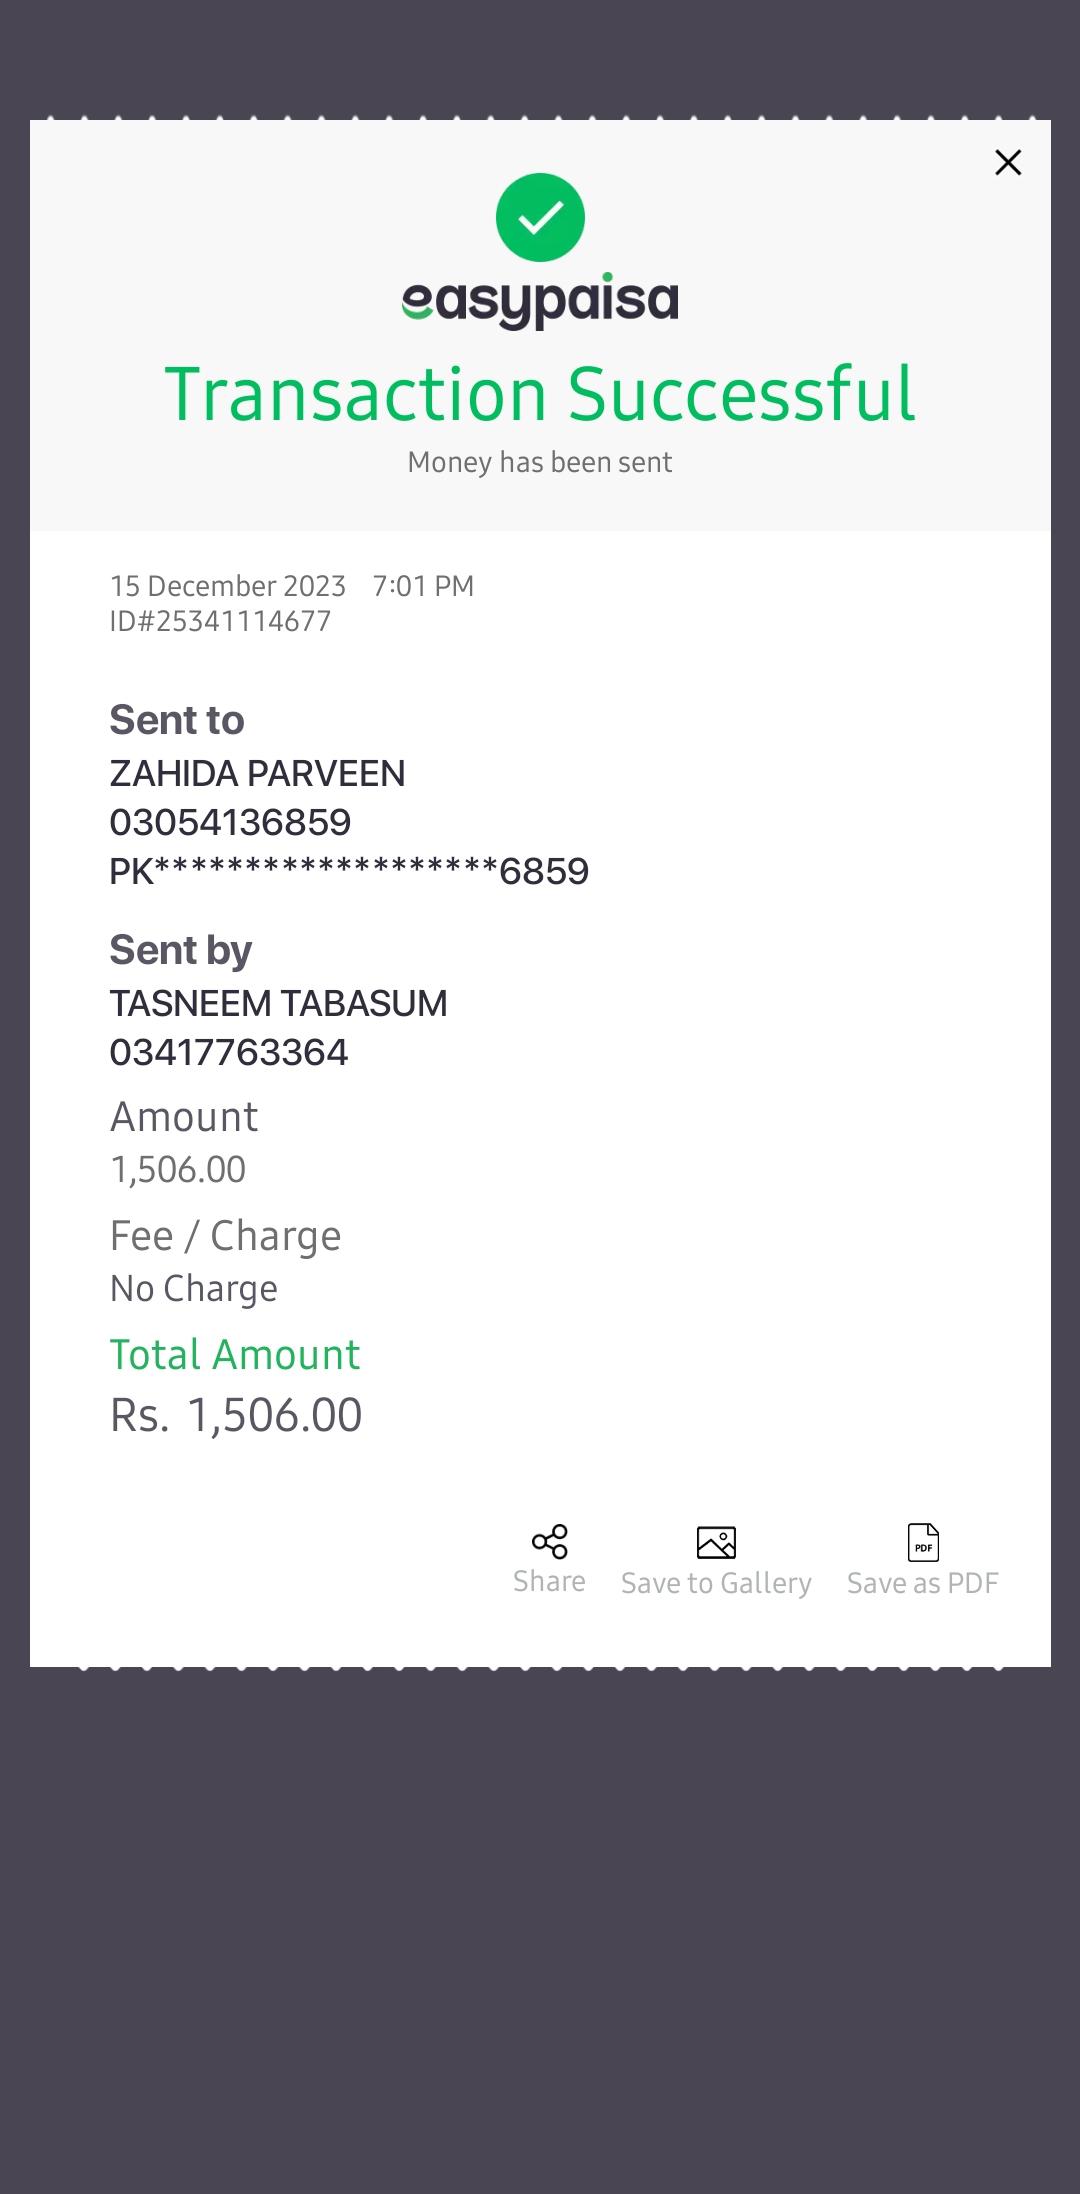 easypaisa
Transaction Successful
Money has been sent
15 December 2023 7:01 PM
ID#25341114677
Sent to
ZAHIDA PARVEEN
03054136859
PK*******************6859
Sent by
TASNEEM TABASUM
03417763364
Amount
1,506.00
Fee / Charge
No Charge
Total Amount
Rs. 1,506.00
PDF
Share Save to Gallery Save as PDF